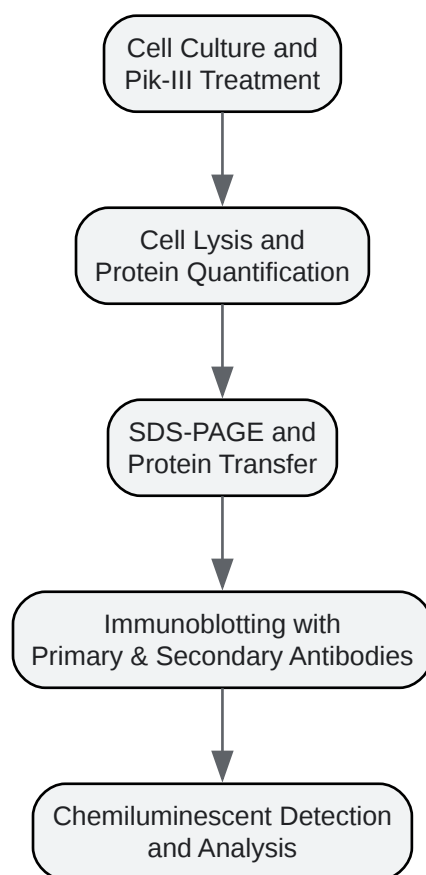 Cell Culture and
Pik-III Treatment
Cell Lysis and
Protein Quantification
SDS-PAGE and
Protein Transfer
Immunoblotting with
Primary & Secondary Antibodies
Chemiluminescent Detection
and Analysis